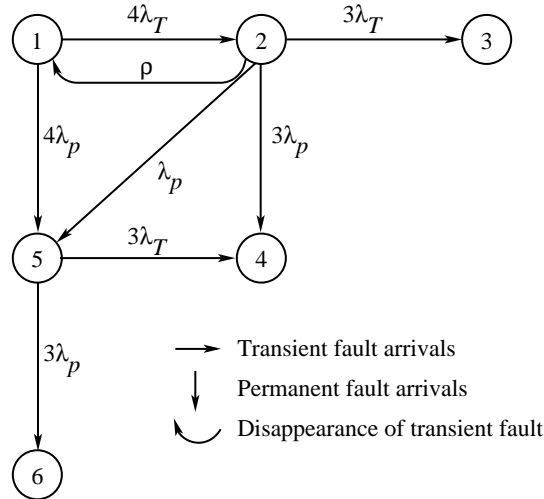 4λT 3λT
1 2 3
ρ
4λp λp 3λp
3λT
5 4
3λp
Transient fault arrivals
Permanent fault arrivals
Disappearance of transient fault
6